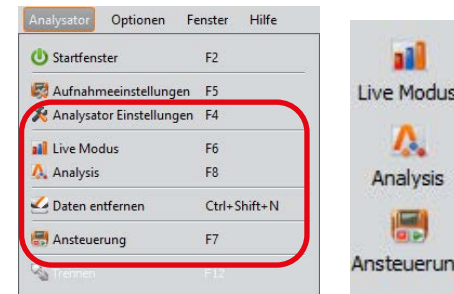 Analysator Optionen Fenster Hilfe
Startfenster F2
Aufnahmeeinstellungen F5
Analysator Einstellungen F4
Live Modus F6
Analysis F8
Daten entfernen Ctrl+Shift+N
Ansteuerung F7
Trennen F12
Live Modus
Analysis
Ansteuerun